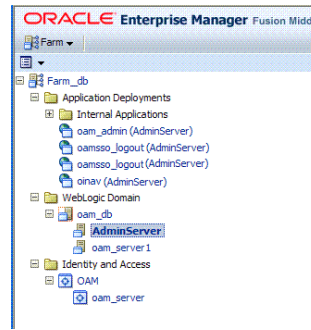 ORACLE Enterprise Manager Fusion Midd
Farm
Farm_db
Application Deployments
Internal Applications
oam_admin (AdminServer)
oamsso_logout (AdminServer)
oamsso_logout (AdminServer)
oinav (AdminServer)
WebLogic Domain
oam_db
AdminServer
oam_server1
Identity and Access
OAM
oam_server